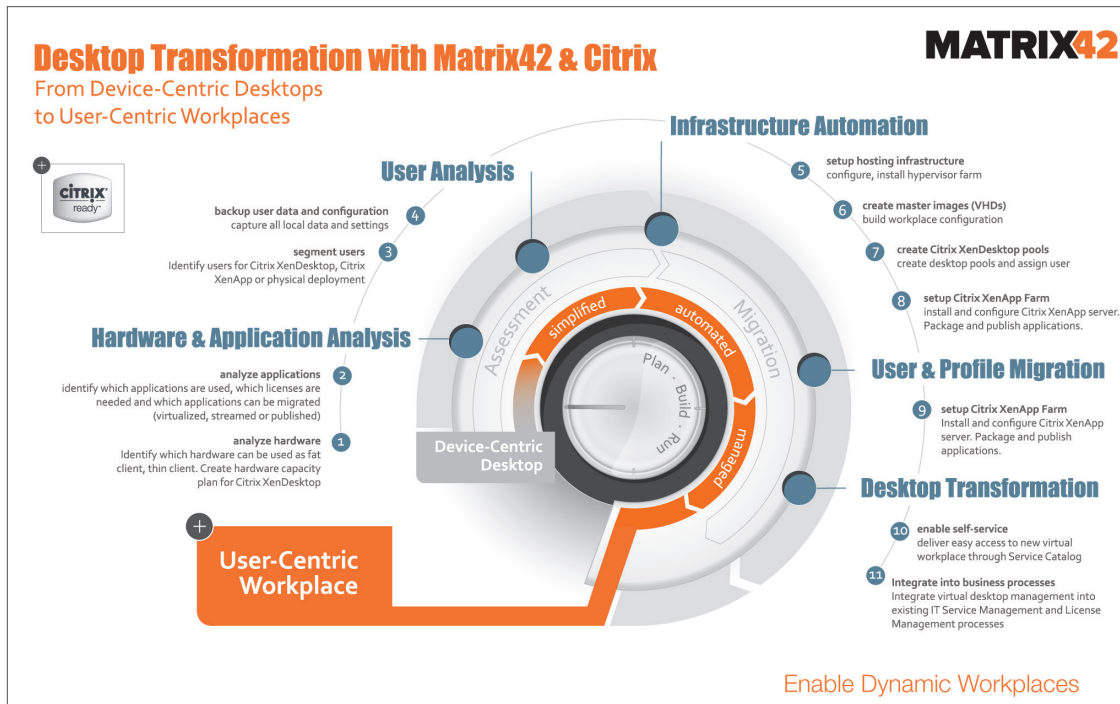 Desktop Transformation with Matrix42 & Citrix
From Device-Centric Desktops
to User-Centric Workplaces
MATRIX42
CITRIX
ready
Infrastructure Automation
5
setup hosting infrastructure
configure, install hypervisor farm
6
create master images (VHDs)
build workplace configuration
7
create Citrix XenDesktop pools
create desktop pools and assign user
8
setup Citrix XenApp Farm
install and configure Citrix XenApp server.
Package and publish applications.
User Analysis
backup user data and configuration
capture all local data and settings
4
segment users
Identify users for Citrix XenDesktop, Citrix
XenApp or physical deployment
3
Hardware & Application Analysis
analyze applications
identify which applications are used, which licenses are
needed and which applications can be migrated
(virtualized, streamed or published)
2
analyze hardware
Identify which hardware can be used as fat
client, thin client. Create hardware capacity
plan for Citrix XenDesktop
1
Assessment
Migration
simplified
automated
managed
Plan · Build · Run
Device-Centric
Desktop
User-Centric
Workplace
User & Profile Migration
9
setup Citrix XenApp Farm
Install and configure Citrix XenApp
server. Package and publish
applications.
Desktop Transformation
10
enable self-service
deliver easy access to new virtual
workplace through Service Catalog
11
Integrate into business processes
Integrate virtual desktop management into
existing IT Service Management and License
Management processes
Enable Dynamic Workplaces